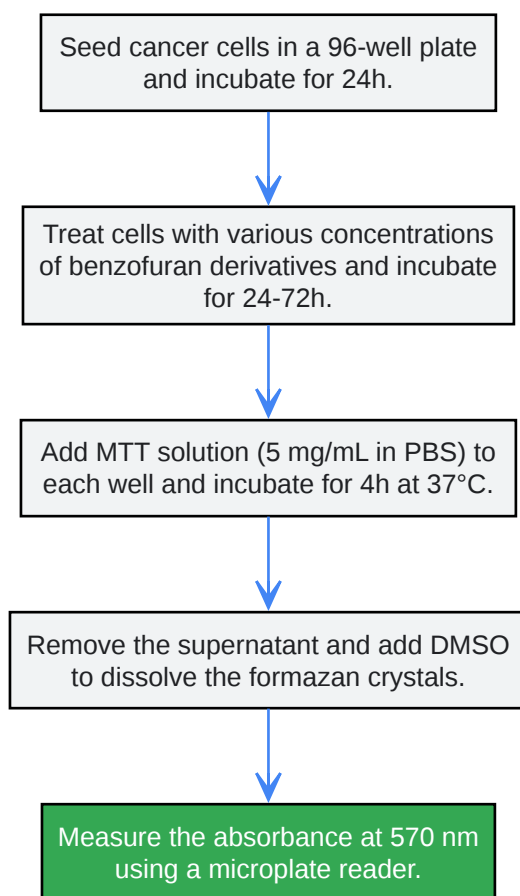 Seed cancer cells in a 96-well plate
and incubate for 24h.
Treat cells with various concentrations
of benzofuran derivatives and incubate
for 24-72h.
Add MTT solution (5 mg/mL in PBS) to
each well and incubate for 4h at 37°C.
Remove the supernatant and add DMSO
to dissolve the formazan crystals.
Measure the absorbance at 570 nm
using a microplate reader.